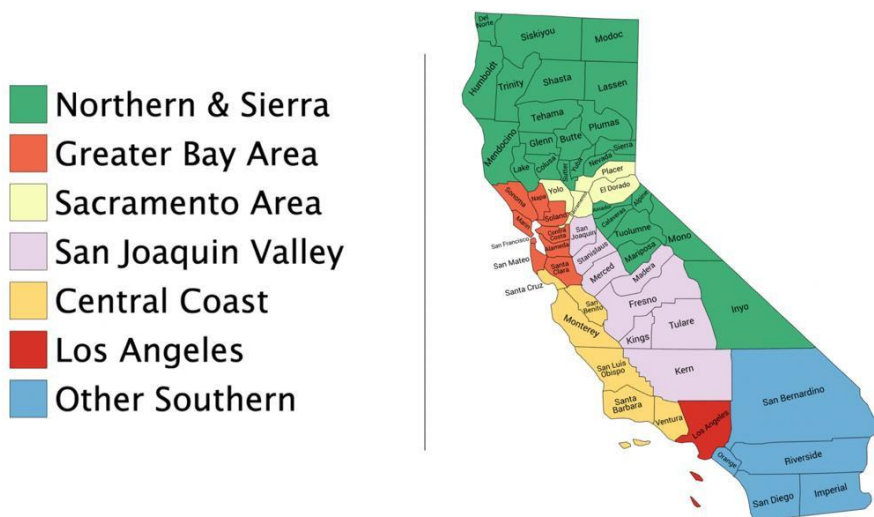 Northern & Sierra
Greater Bay Area
Sacramento Area
San Joaquin Valley
Central Coast
Los Angeles
Other Southern
Del Norte
Siskiyou
Modoc
Humboldt
Trinity
Shasta
Lassen
Tehama
Plumas
Mendocino
Glenn
Butte
Sierra
Lake
Colusa
Sutter
Yuba
Nevada
Placer
Yolo
El Dorado
Sonoma
Napa
Sacramento
Solano
Amador
Alpine
Marin
Calaveras
Contra Costa
San Joaquin
Tuolumne
Mono
San Francisco
Alameda
Stanislaus
Mariposa
San Mateo
Santa Clara
Merced
Madera
Santa Cruz
San Benito
Fresno
Inyo
Monterey
Kings
Tulare
San Luis Obispo
Kern
San Bernardino
Santa Barbara
Ventura
Los Angeles
Orange
Riverside
San Diego
Imperial